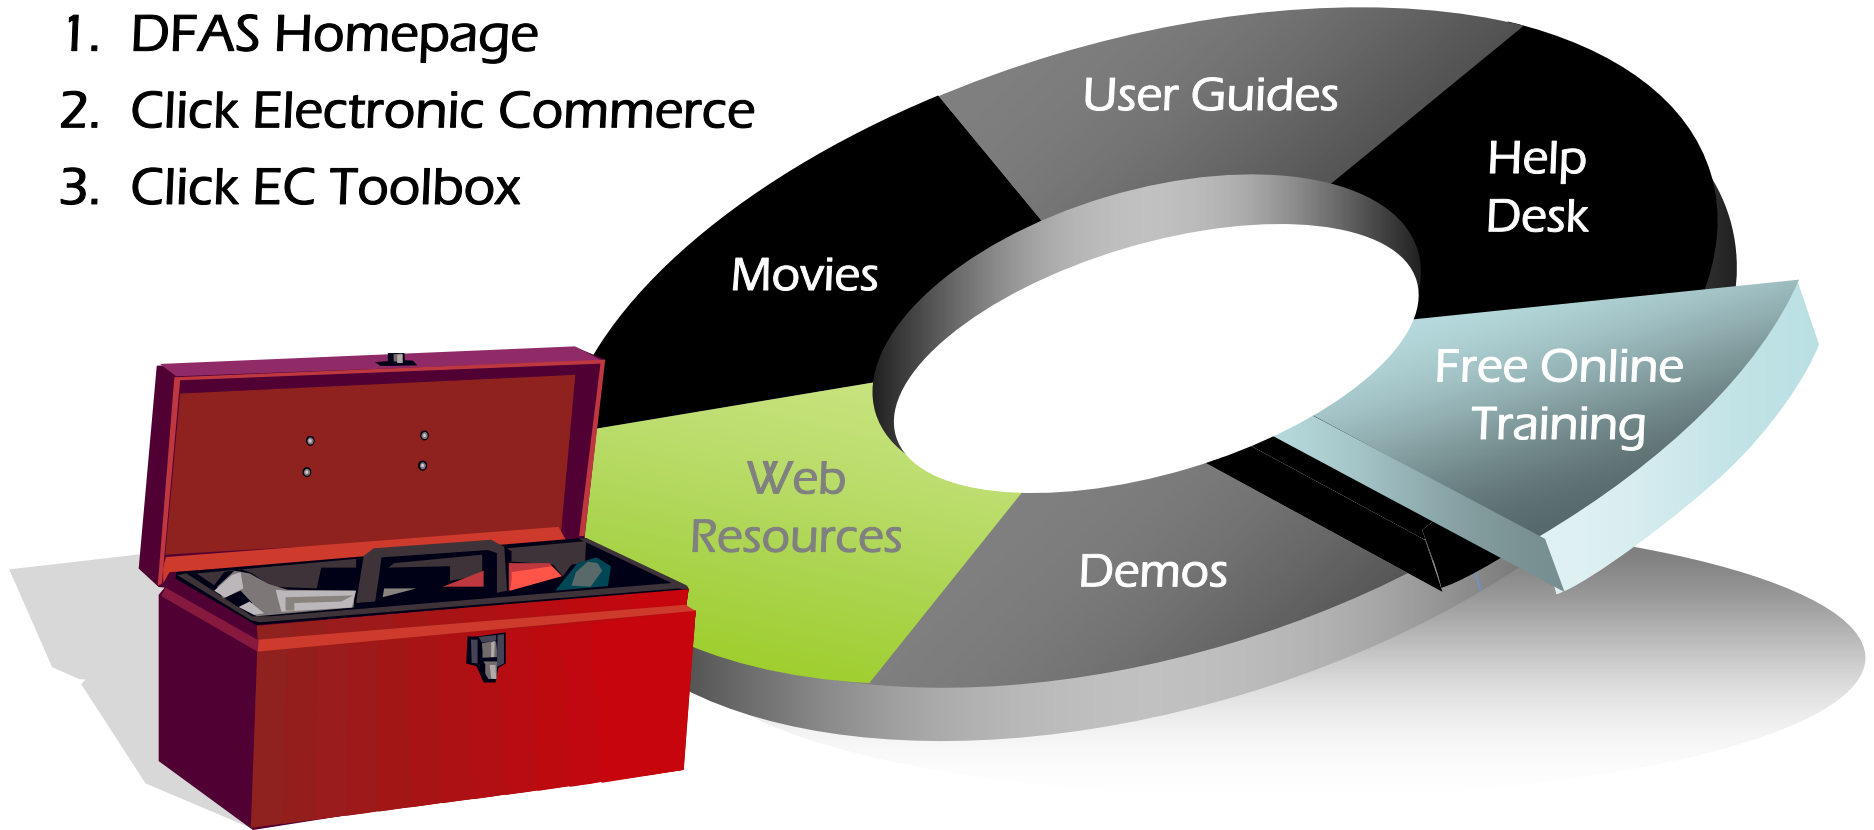 1. DFAS Homepage
2. Click Electronic Commerce
3. Click EC Toolbox
User Guides
Help
Desk
Movies
Free Online
Training
Web
Resources
Demos